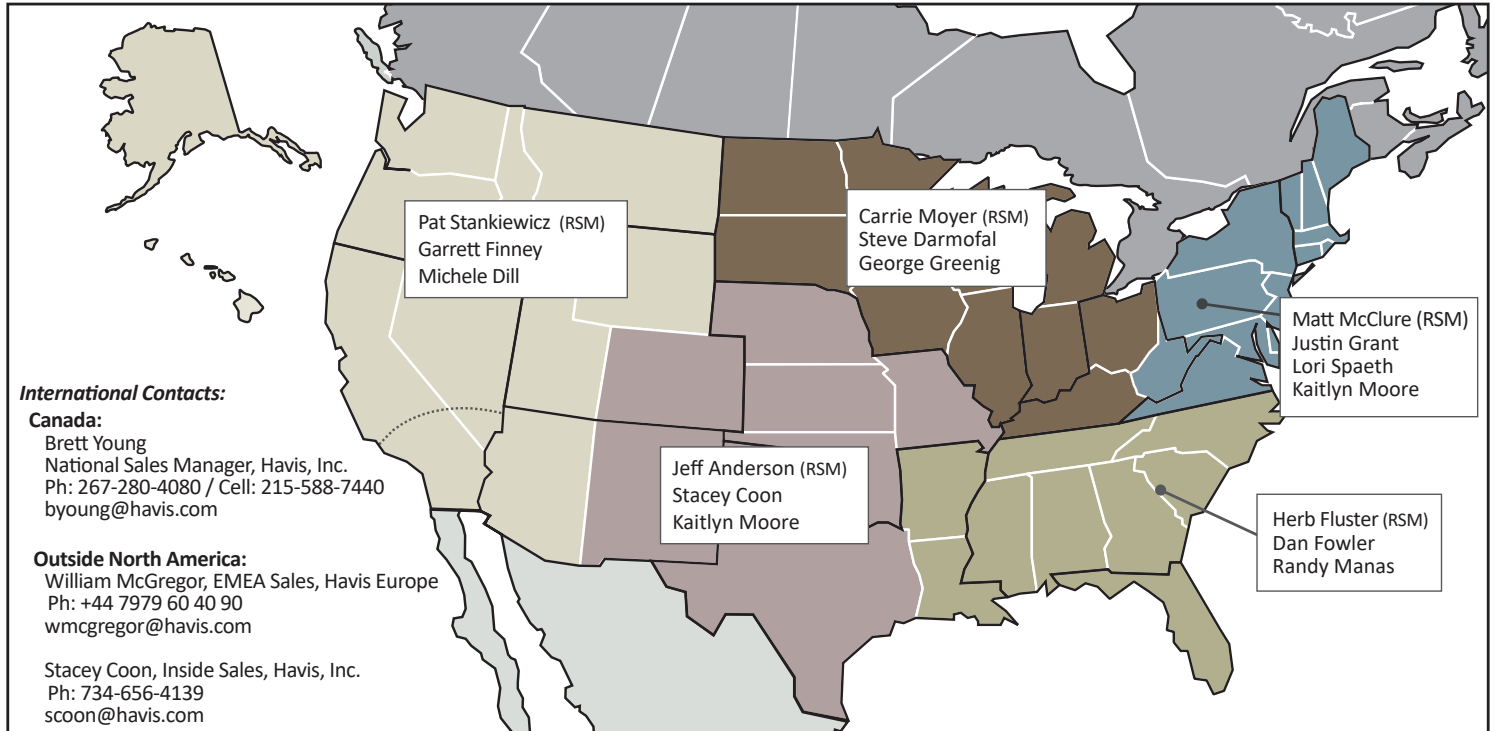 Pat Stankiewicz (RSM)
Garrett Finney
Michele Dill
Carrie Moyer (RSM)
Steve Darmofal
George Greenig
Matt McClure (RSM)
Justin Grant
Lori Spaeth
Kaitlyn Moore
Jeff Anderson (RSM)
Stacey Coon
Kaitlyn Moore
Herb Fluster (RSM)
Dan Fowler
Randy Manas
International Contacts:
Canada:
Brett Young
National Sales Manager, Havis, Inc.
Ph: 267-280-4080 / Cell: 215-588-7440
byoung@havis.com
Outside North America:
William McGregor, EMEA Sales, Havis Europe
Ph: +44 7979 60 40 90
wmcgregor@havis.com
Stacey Coon, Inside Sales, Havis, Inc.
Ph: 734-656-4139
scoon@havis.com